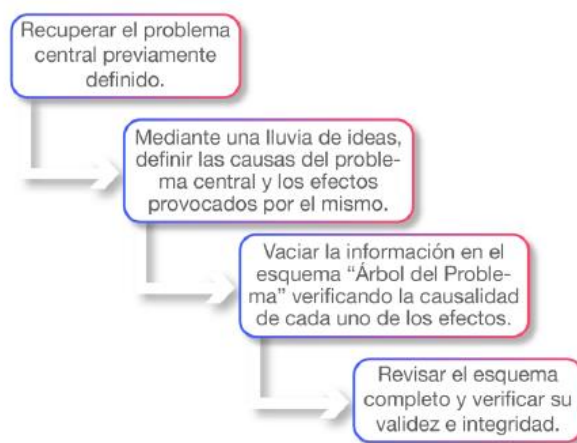 Recuperar el problema
central previamente
definido.
Mediante una lluvia de ideas,
definir las causas del proble-
ma central y los efectos
provocados por el mismo.
Vaciar la información en el
esquema “Árbol del Proble-
ma” verificando la causalidad
de cada uno de los efectos.
Revisar el esquema
completo y verificar su
validez e integridad.